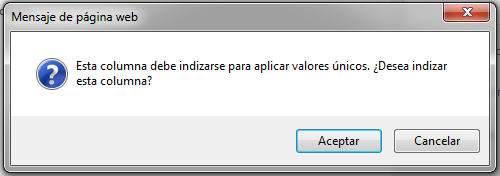 Mensaje de página web
Esta columna debe indizarse para aplicar valores únicos. ¿Desea indizar
esta columna?
Aceptar
Cancelar